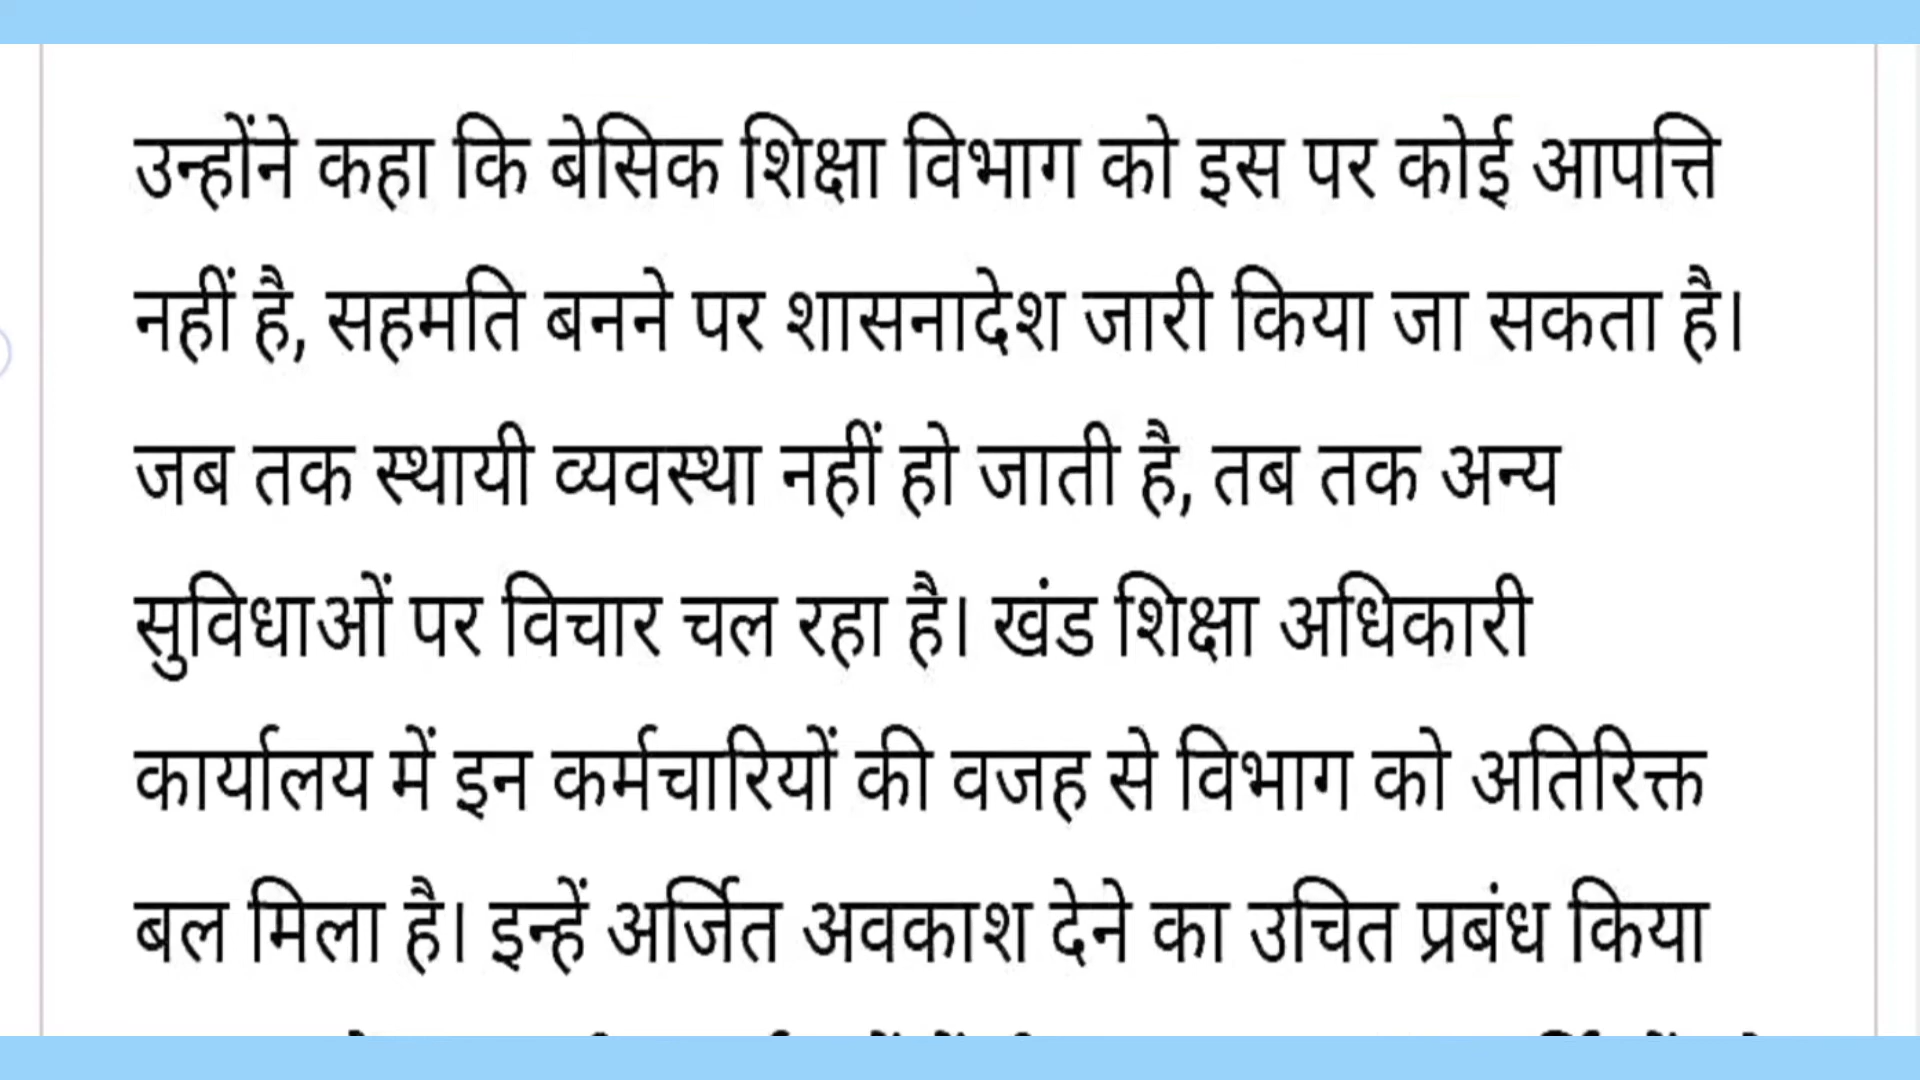 उन्होंने कहा कि बेसिक शिक्षा विभाग को इस पर कोई आपत्ति
नहीं है, सहमति बनने पर शासनादेश जारी किया जा सकता है।
जब तक स्थायी व्यवस्था नहीं हो जाती है, तब तक अन्य
सुविधाओं पर विचार चल रहा है। खंड शिक्षा अधिकारी
कार्यालय में इन कर्मचारियों की वजह से विभाग को अतिरिक्त
बल मिला है। इन्हें अर्जित अवकाश देने का उचित प्रबंध किया